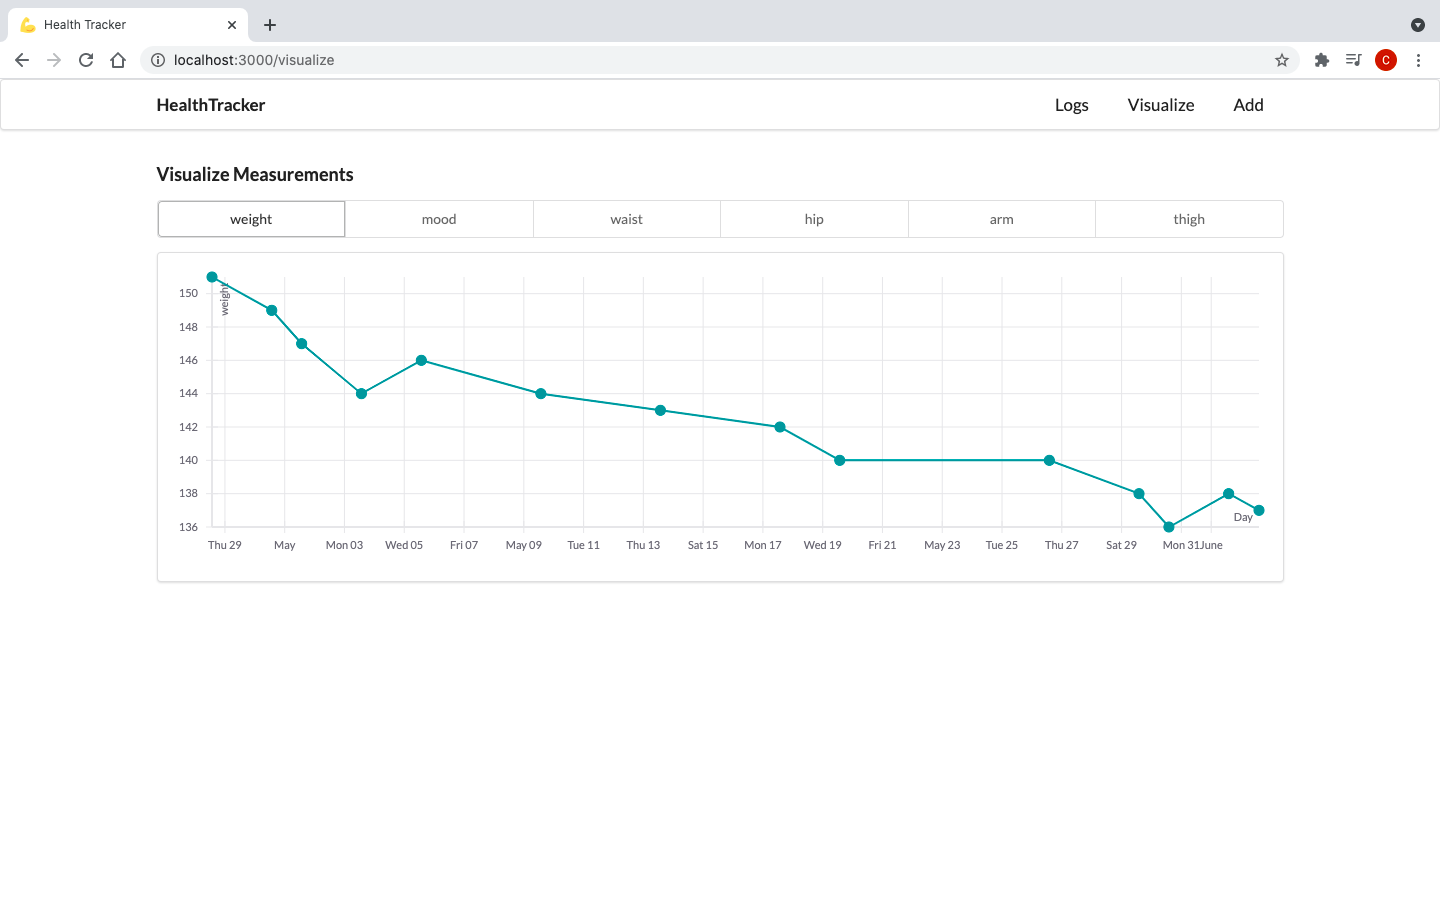 Health Tracker
localhost:3000/visualize
C
HealthTracker
Logs Visualize Add
Visualize Measurements
weight mood waist hip arm thigh
weight
150
148
146
144
142
140
138
136
Day
Thu 29 May Mon 03 Wed 05 Fri 07 May 09 Tue 11 Thu 13 Sat 15 Mon 17 Wed 19 Fri 21 May 23 Tue 25 Thu 27 Sat 29 Mon 31 June